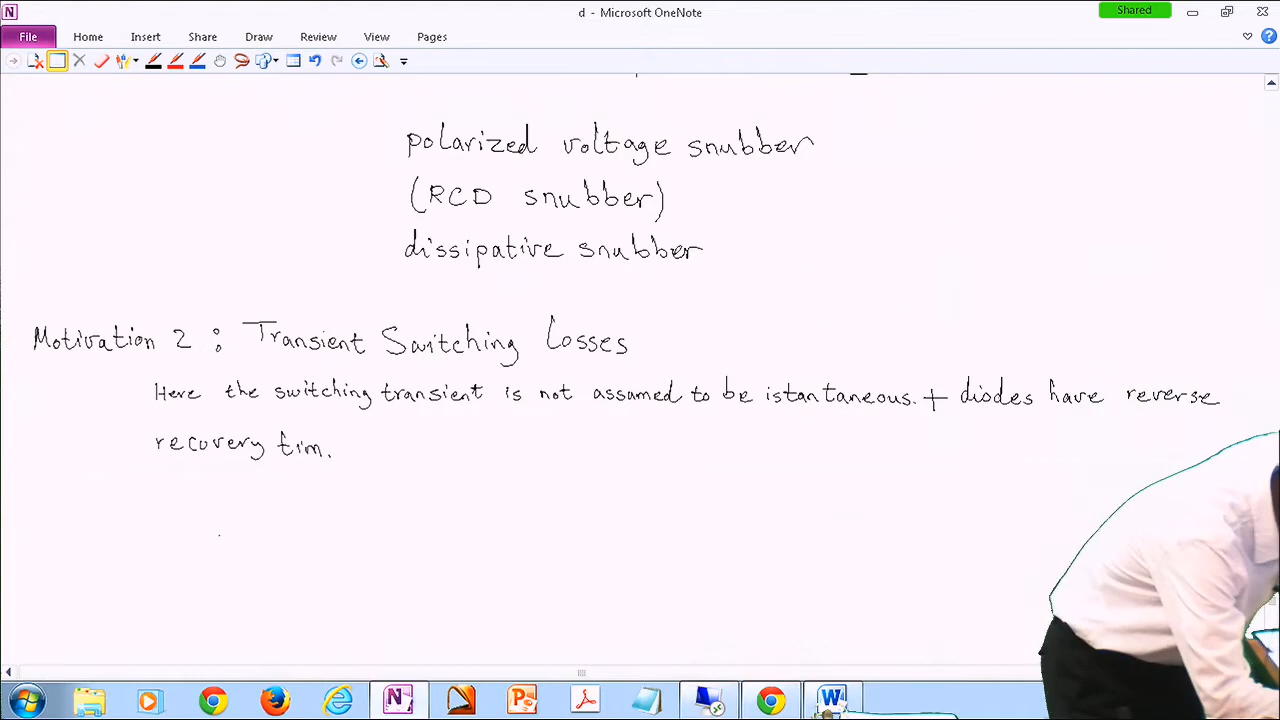 d - Microsoft OneNote
Shared
File Home Insert Share Draw Review View Pages
polarized voltage snubber
(RCD snubber)
dissipative snubber
Motivation 2 : Transient Switching Losses
Here the switching transient is not assumed to be istantaneous. + diodes have reverse
recovery tim.